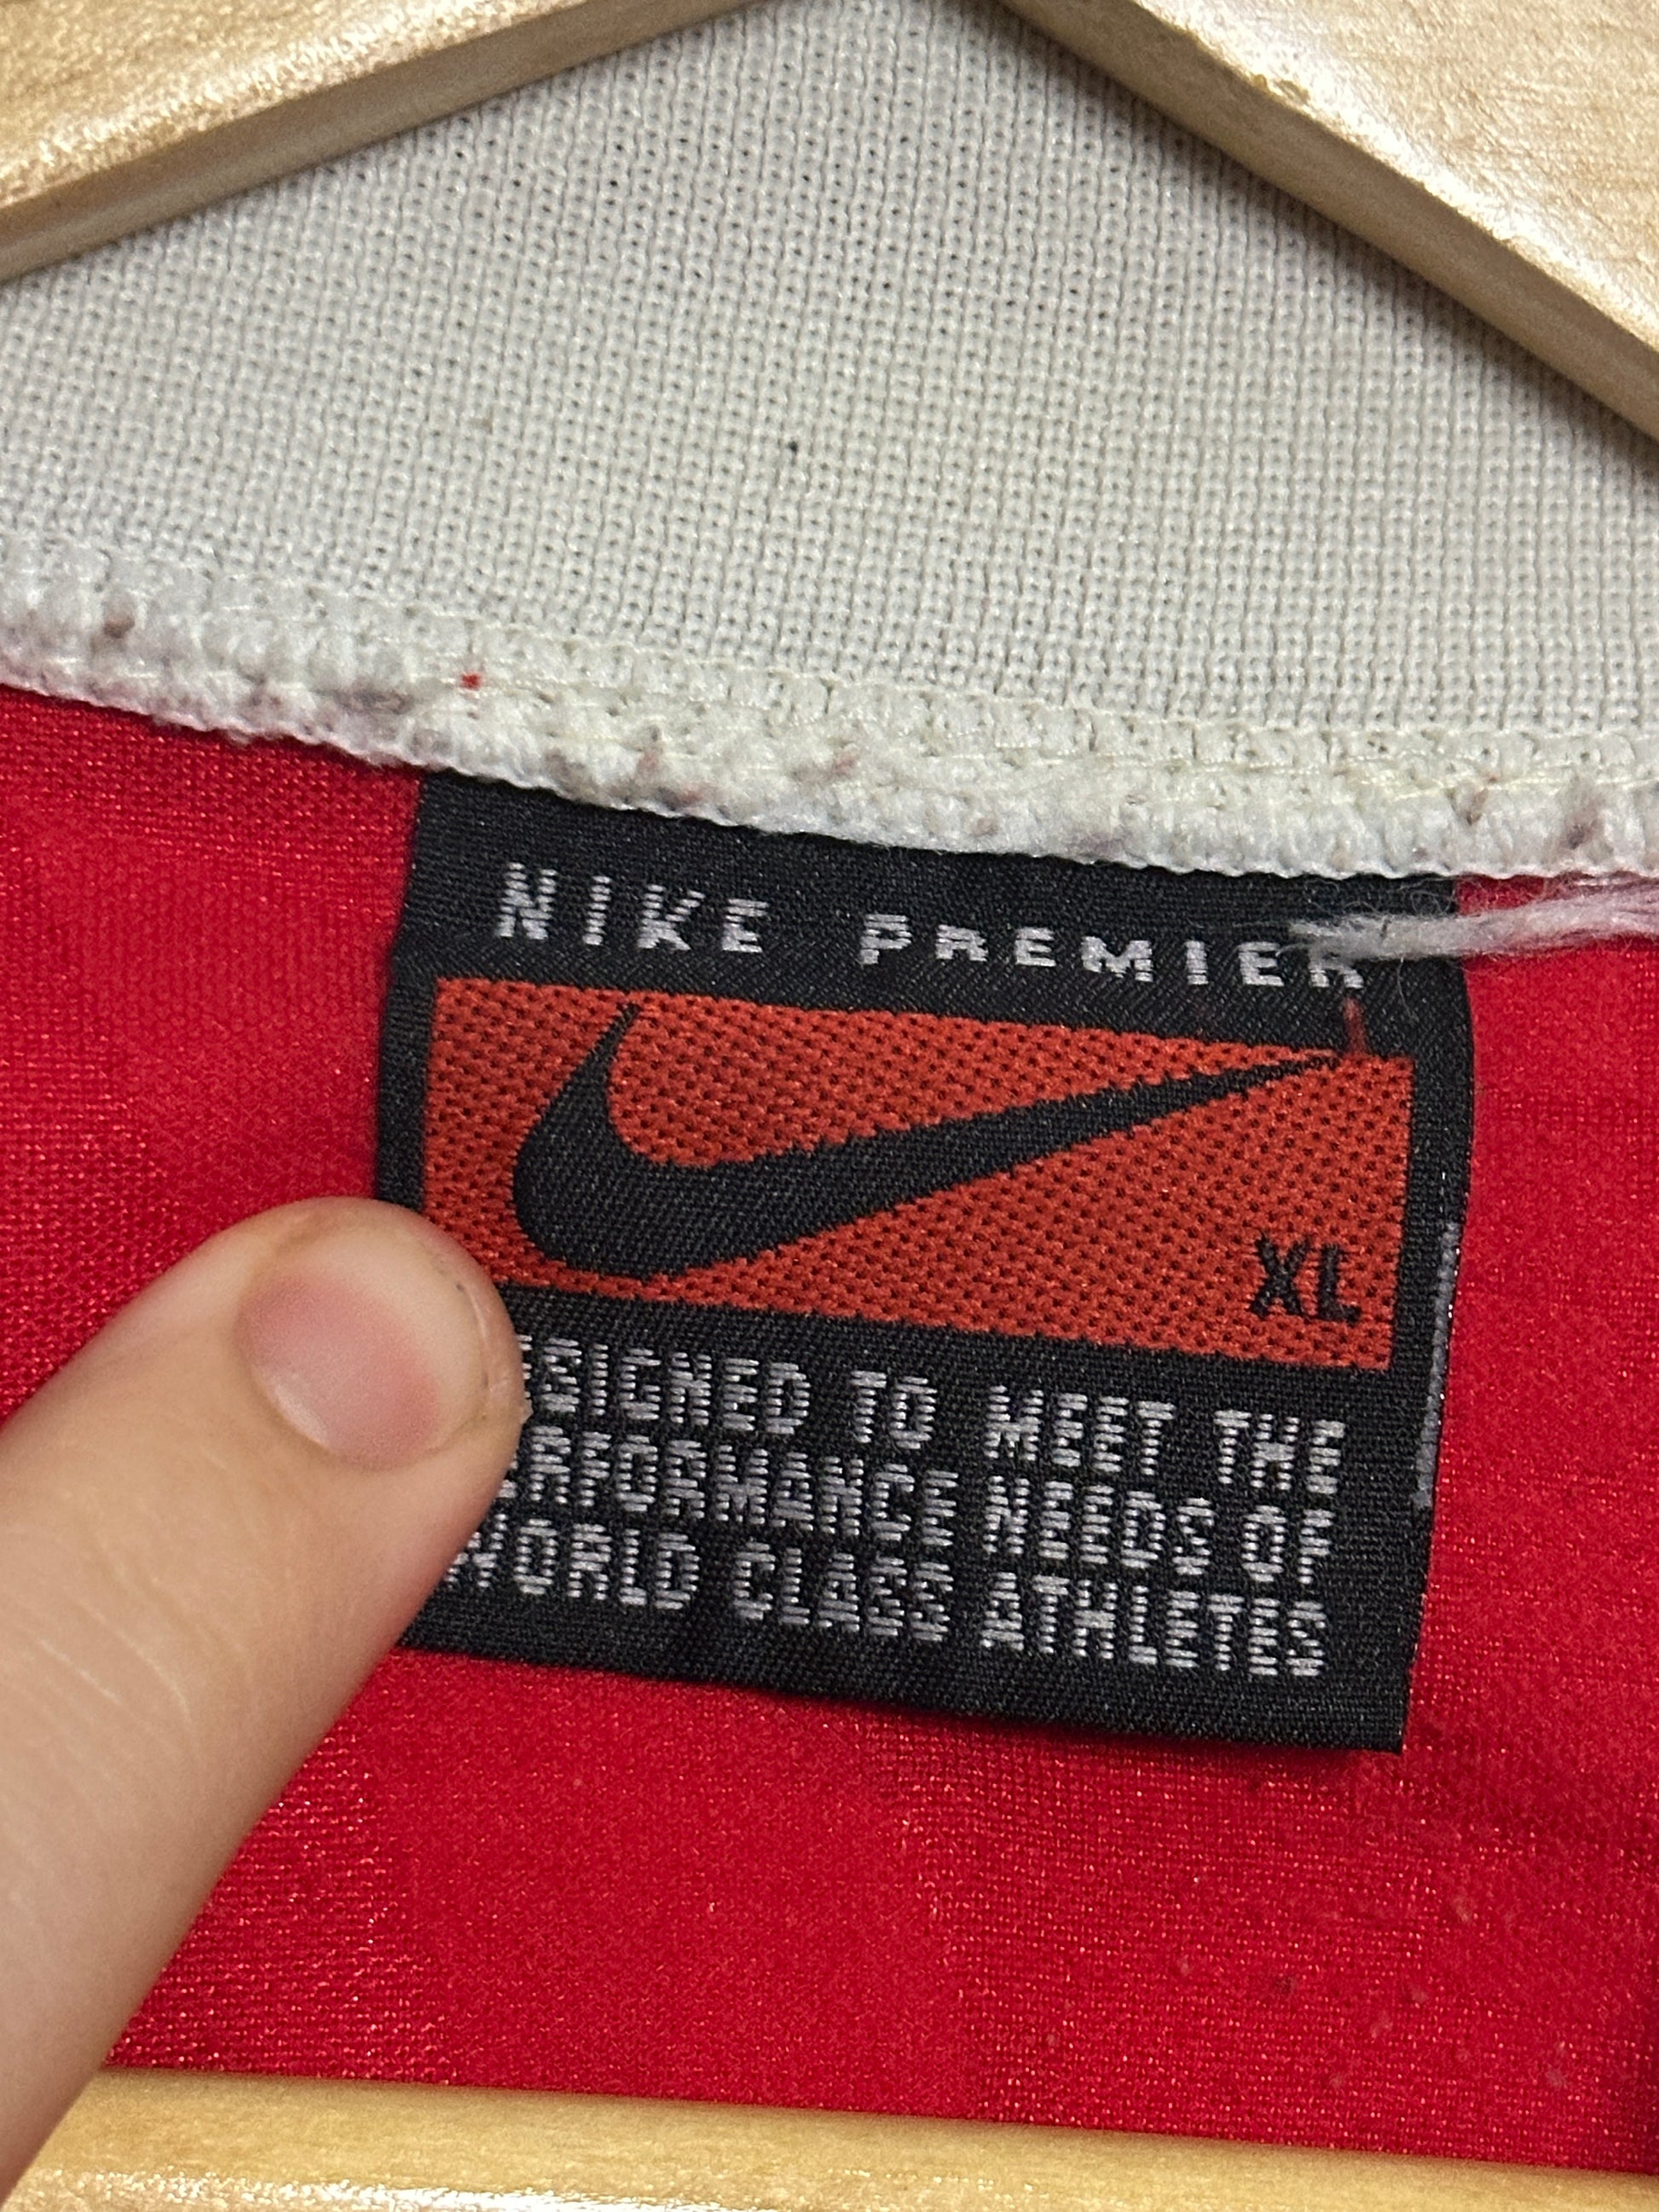 NIKE PREMIER
XL
ESIGNED TO MEET THE
ERFORMANCE NEEDS OF
WORLD CLASS ATHLETES